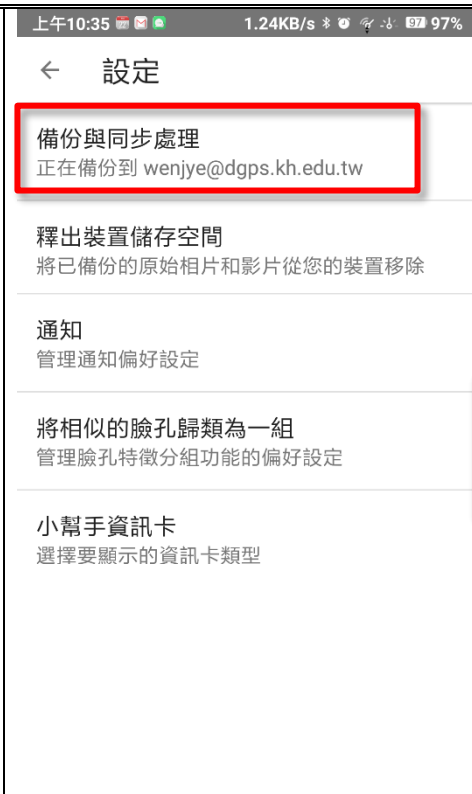 上午10:35 1.24KB/s 97 97%
← 設定
備份與同步處理
正在備份到 wenjye@dgps.kh.edu.tw
釋出裝置儲存空間
將已備份的原始相片和影片從您的裝置移除
通知
管理通知偏好設定
將相似的臉孔歸類為一組
管理臉孔特徵分組功能的偏好設定
小幫手資訊卡
選擇要顯示的資訊卡類型